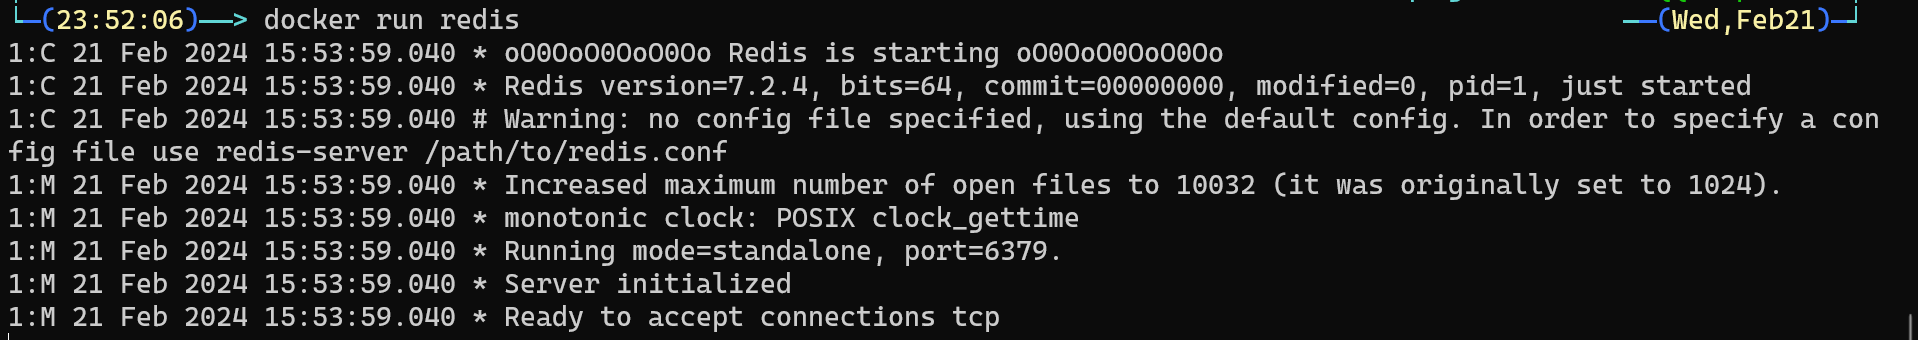 (23:52:06)——> docker run redis —(Wed,Feb21)—
1:C 21 Feb 2024 15:53:59.040 * oO0OoO0OoO0Oo Redis is starting oO0OoO0OoO0Oo
1:C 21 Feb 2024 15:53:59.040 * Redis version=7.2.4, bits=64, commit=00000000, modified=0, pid=1, just started
1:C 21 Feb 2024 15:53:59.040 # Warning: no config file specified, using the default config. In order to specify a con
fig file use redis-server /path/to/redis.conf
1:M 21 Feb 2024 15:53:59.040 * Increased maximum number of open files to 10032 (it was originally set to 1024).
1:M 21 Feb 2024 15:53:59.040 * monotonic clock: POSIX clock_gettime
1:M 21 Feb 2024 15:53:59.040 * Running mode=standalone, port=6379.
1:M 21 Feb 2024 15:53:59.040 * Server initialized
1:M 21 Feb 2024 15:53:59.040 * Ready to accept connections tcp